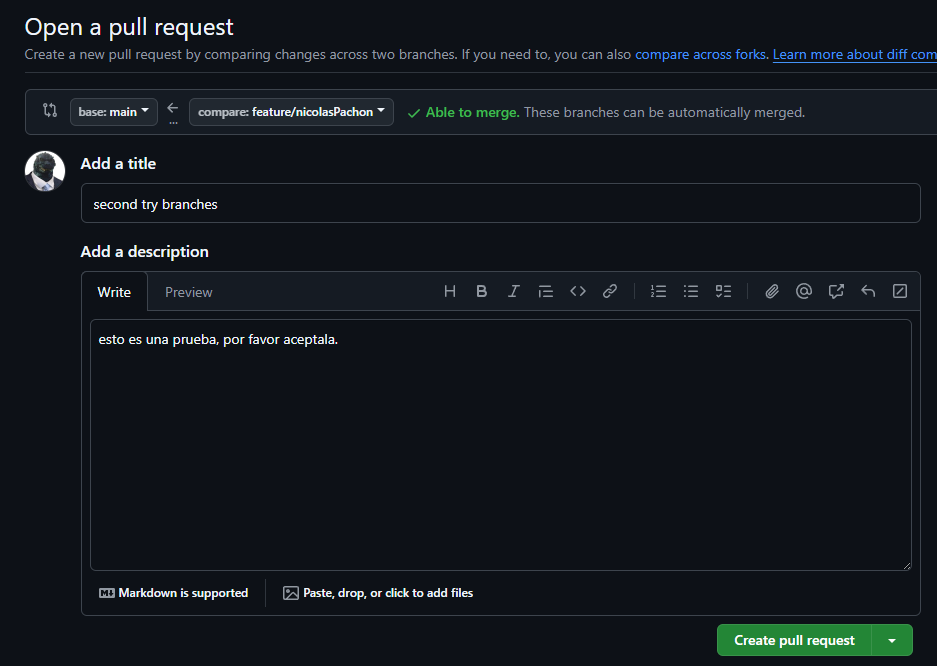 Open a pull request
Create a new pull request by comparing changes across two branches. If you need to, you can also compare across forks. Learn more about diff com
base: main ← ... compare: feature/nicolasPachon ✓ Able to merge. These branches can be automatically merged.
Add a title
second try branches
Add a description
Write Preview
esto es una prueba, por favor aceptala.
Markdown is supported Paste, drop, or click to add files
Create pull request